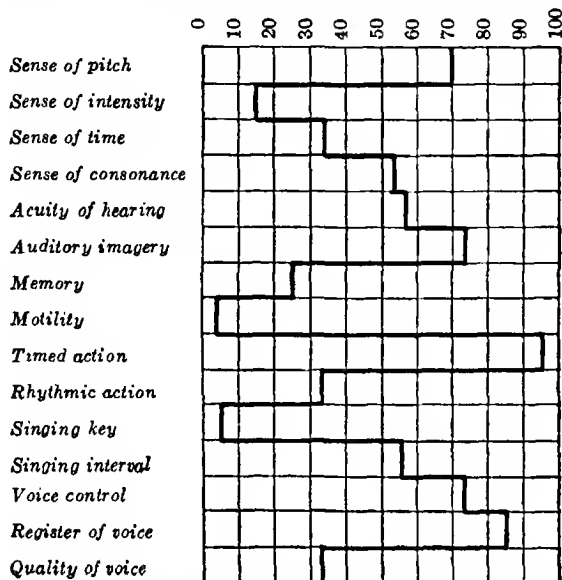 0 10 20 30 40 50 60 70 80 90 100
Sense of pitch
Sense of intensity
Sense of time
Sense of consonance
Acuity of hearing
Auditory imagery
Memory
Motility
Timed action
Rhythmic action
Singing key
Singing interval
Voice control
Register of voice
Quality of voice